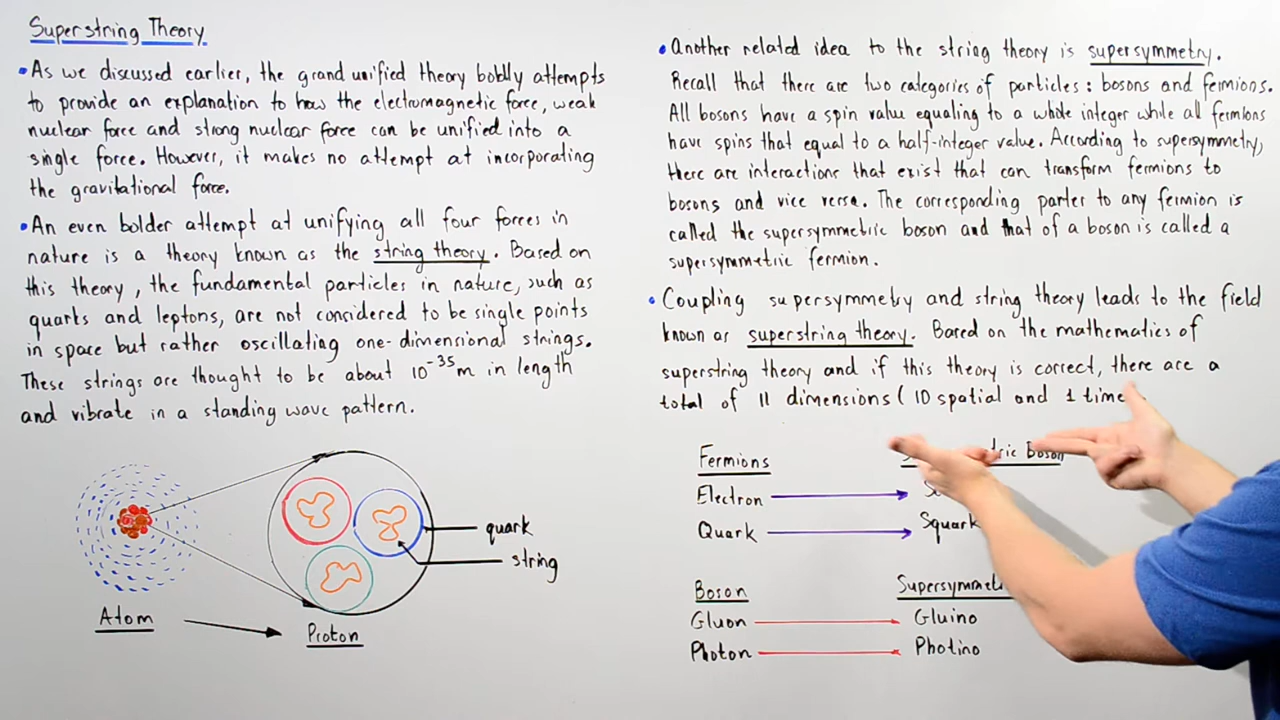 Superstring Theory
• As we discussed earlier, the grand unified theory boldly attempts
to provide an explanation to how the electromagnetic force, weak
nuclear force and strong nuclear force can be unified into a
single force. However, it makes no attempt at incorporating
the gravitational force.
• An even bolder attempt at unifying all four forces in
nature is a theory known as the string theory. Based on
this theory, the fundamental particles in nature, such as
quarks and leptons, are not considered to be single points
in space but rather oscillating one-dimensional strings.
These strings are thought to be about 10⁻³⁵m in length
and vibrate in a standing wave pattern.
quark
string
Atom
Proton
• Another related idea to the string theory is supersymmetry.
Recall that there are two categories of particles: bosons and fermions.
All bosons have a spin value equaling to a whole integer while all fermions
have spins that equal to a half-integer value. According to supersymmetry,
there are interactions that exist that can transform fermions to
bosons and vice versa. The corresponding parter to any fermion is
called the supersymmetric boson and that of a boson is called a
supersymmetric fermion.
• Coupling supersymmetry and string theory leads to the field
known as superstring theory. Based on the mathematics of
superstring theory and if this theory is correct, there are a
total of 11 dimensions (10 spatial and 1 time
Fermions Boson
Electron
Quark Squark
Boson
Gluon Gluino
Photon Photino